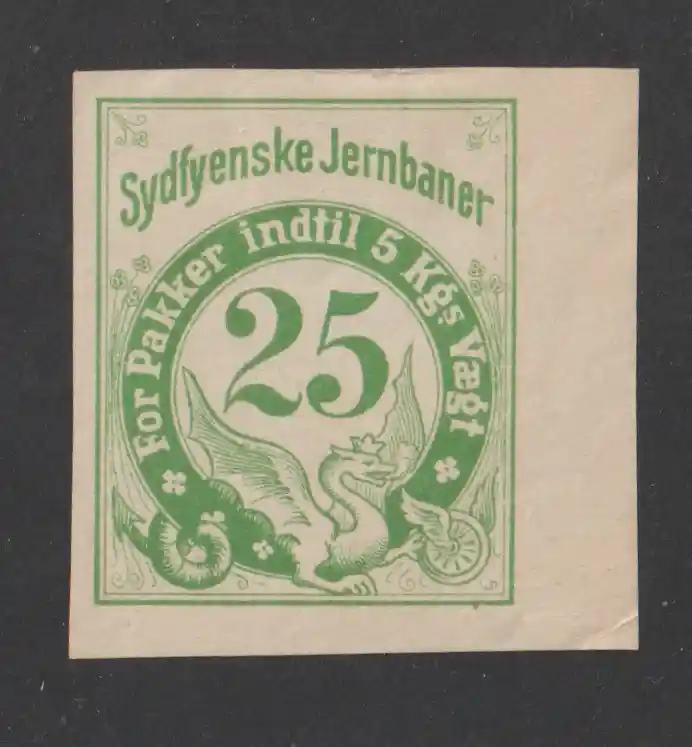 Sydfyenske Jernbaner
For Pakker indtil 5 Kgs Vægt
25